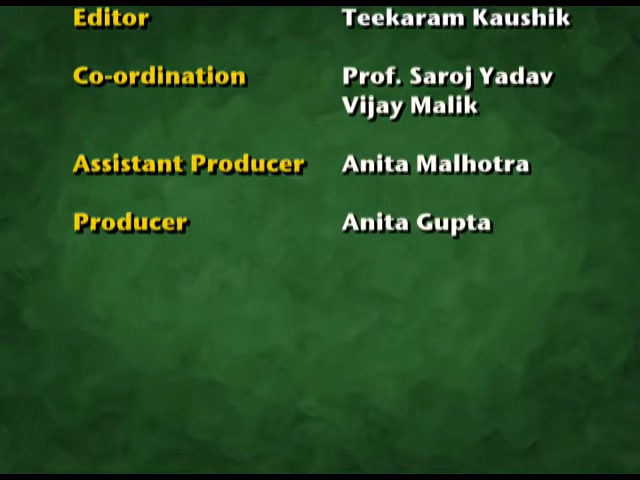 Editor Teekaram Kaushik
Co-ordination Prof. Saroj Yadav
Vijay Malik
Assistant Producer Anita Malhotra
Producer Anita Gupta